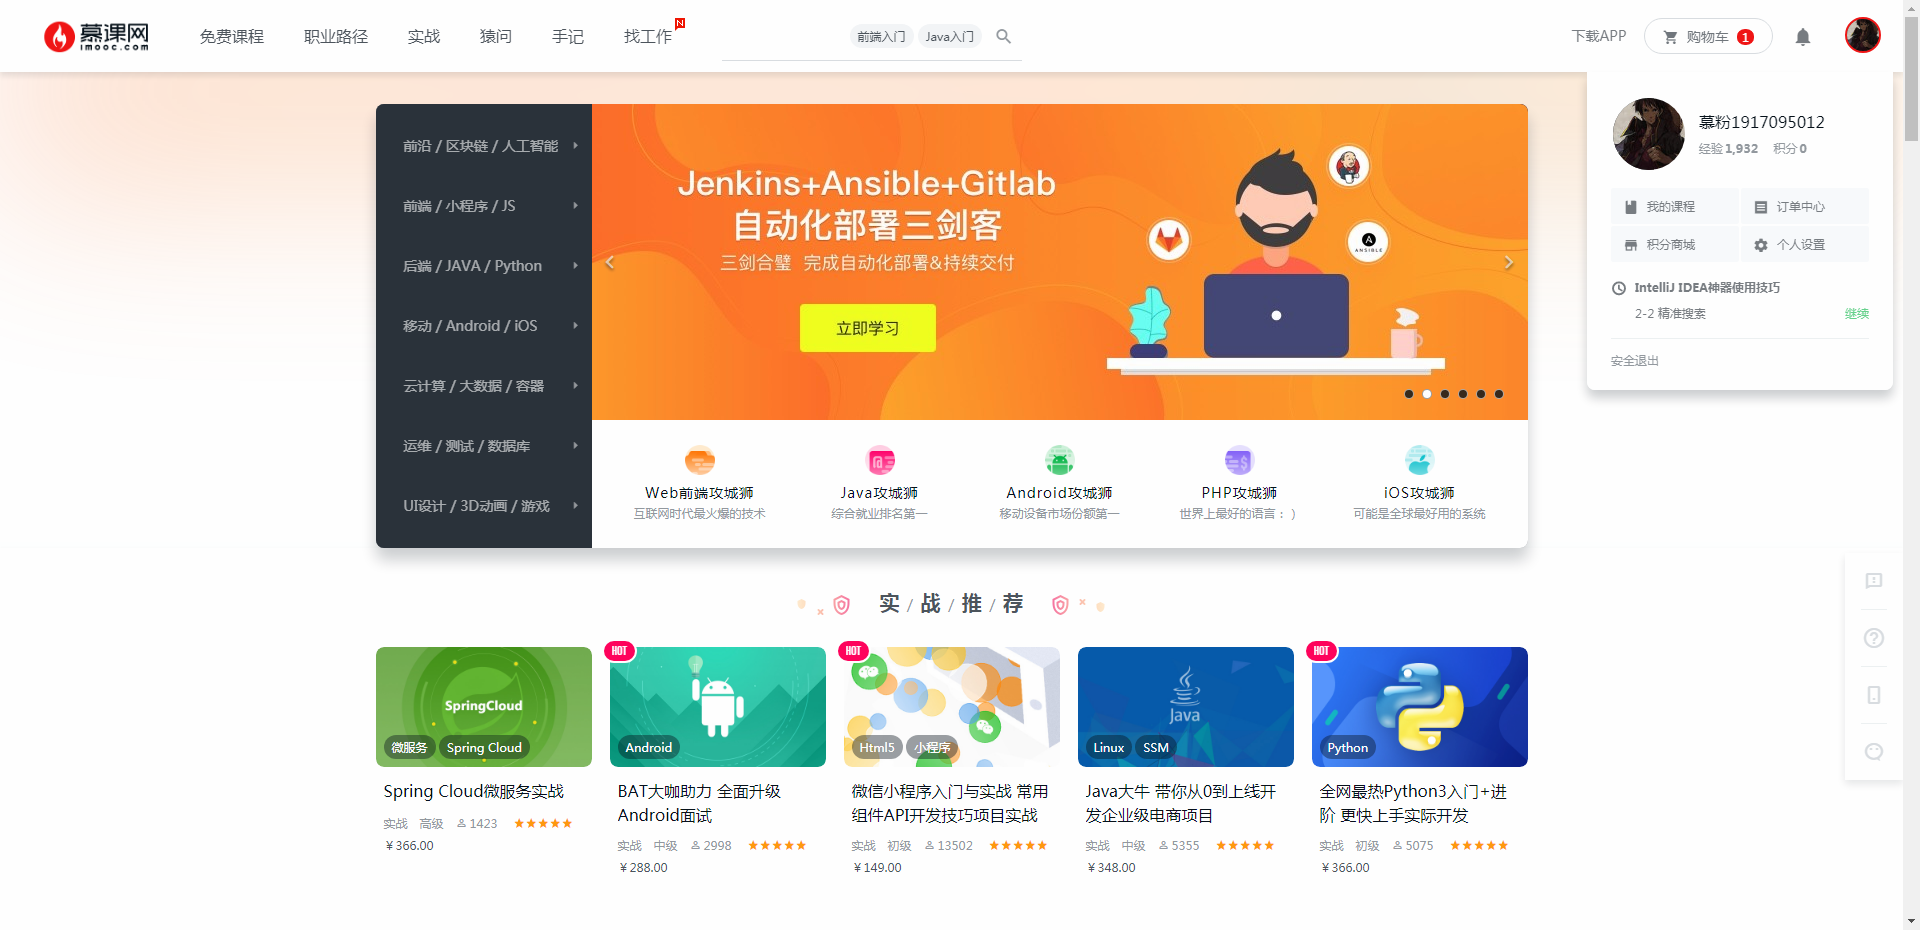 慕课网
imooc.com
免费课程 职业路径 实战 猿问 手记 找工作 N
前端入门 Java入门
下载APP 购物车 1
慕粉1917095012
经验1,932 积分0
我的课程 订单中心
积分商城 个人设置
IntelliJ IDEA神器使用技巧
2-2 精准搜索 继续
安全退出
前沿 / 区块链 / 人工智能
前端 / 小程序 / JS
后端 / JAVA / Python
移动 / Android / iOS
云计算 / 大数据 / 容器
运维 / 测试 / 数据库
UI设计 / 3D动画 / 游戏
Jenkins+Ansible+Gitlab
自动化部署三剑客
三剑合璧 完成自动化部署&持续交付
立即学习
A
ANSIBLE
Web前端攻城狮
互联网时代最火爆的技术
Java攻城狮
综合就业排名第一
Android攻城狮
移动设备市场份额第一
PHP攻城狮
世界上最好的语言：）
iOS攻城狮
可能是全球最好用的系统
实 / 战 / 推 / 荐
SpringCloud
微服务 Spring Cloud
Spring Cloud微服务实战
实战 高级 1423
￥366.00
HOT
Android
BAT大咖助力 全面升级
Android面试
实战 中级 2998
￥288.00
HOT
Html5 小程序
微信小程序入门与实战 常用
组件API开发技巧项目实战
实战 初级 13502
￥149.00
Java
Linux SSM
Java大牛 带你从0到上线开
发企业级电商项目
实战 中级 5355
￥348.00
HOT
Python
全网最热Python3入门+进
阶 更快上手实际开发
实战 初级 5075
￥366.00